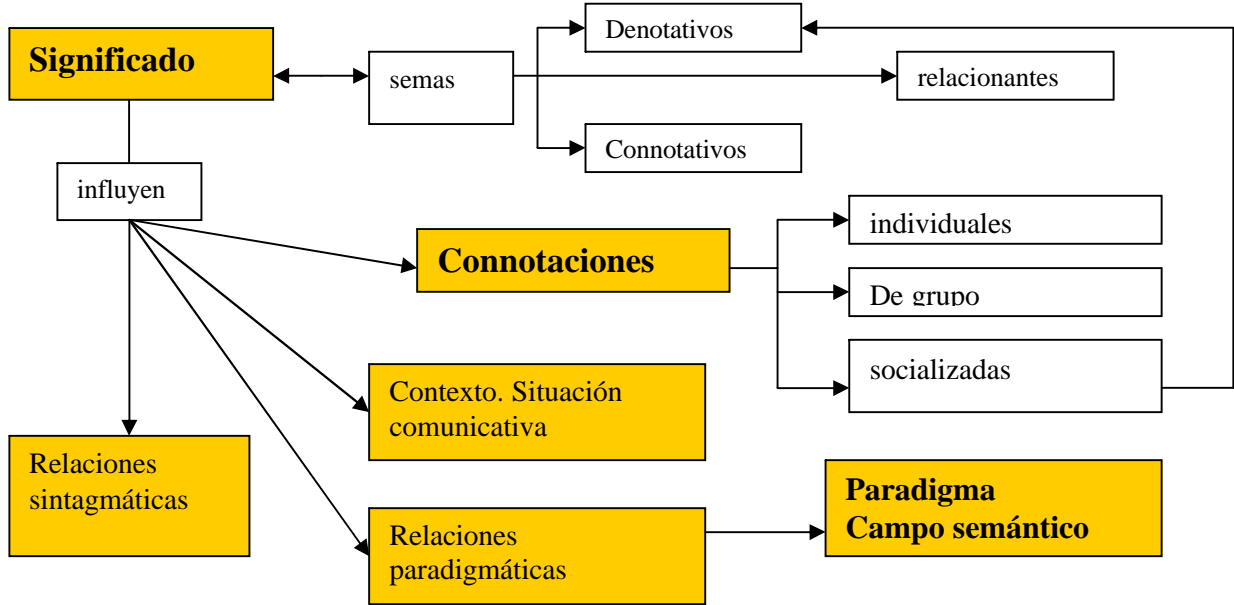 Significado
semas
Denotativos
relacionantes
Connotativos
influyen
Connotaciones
individuales
De grupo
socializadas
Contexto. Situación
comunicativa
Relaciones
sintagmáticas
Relaciones
paradigmáticas
Paradigma
Campo semántico